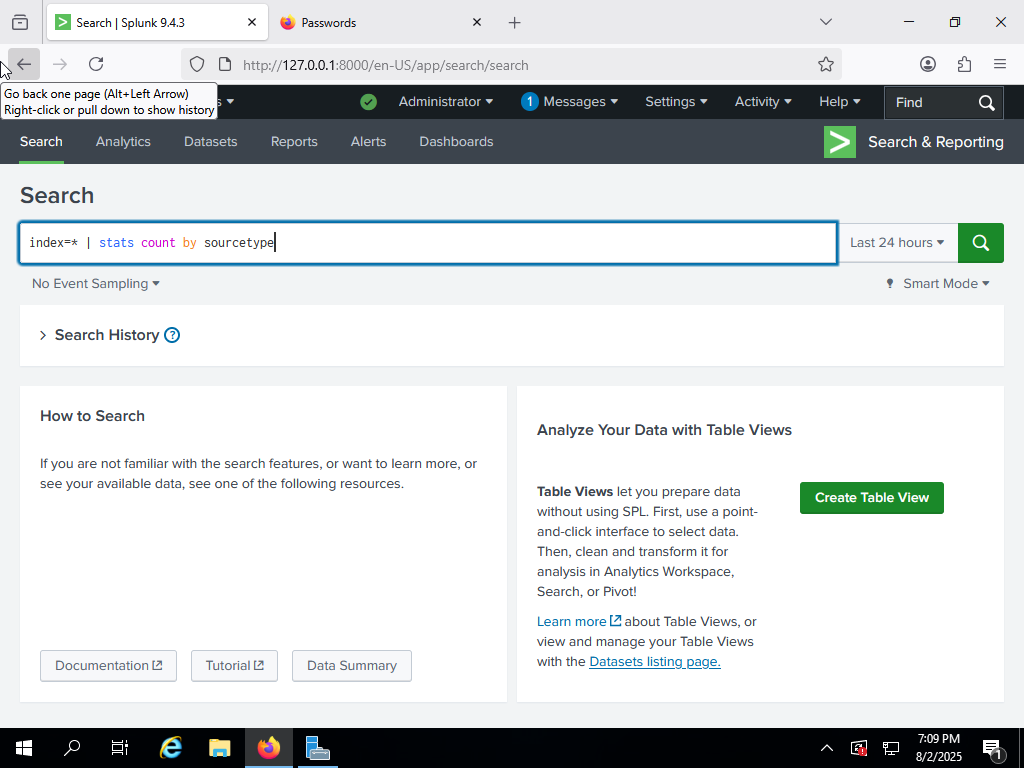 Search | Splunk 9.4.3
Passwords
http://127.0.0.1:8000/en-US/app/search/search
Go back one page (Alt+Left Arrow)
Right-click or pull down to show history
s
Administrator
1
Messages
Settings
Activity
Help
Find
Search
Analytics
Datasets
Reports
Alerts
Dashboards
Search & Reporting
Search
index=* | stats count by sourcetype
Last 24 hours
No Event Sampling
Smart Mode
Search History ?
How to Search
If you are not familiar with the search features, or want to learn more, or
see your available data, see one of the following resources.
Documentation
Tutorial
Data Summary
Analyze Your Data with Table Views
Table Views let you prepare data
without using SPL. First, use a point-
and-click interface to select data.
Then, clean and transform it for
analysis in Analytics Workspace,
Search, or Pivot!
Learn more about Table Views, or
view and manage your Table Views
with the Datasets listing page.
Create Table View
7:09 PM
8/2/2025
1